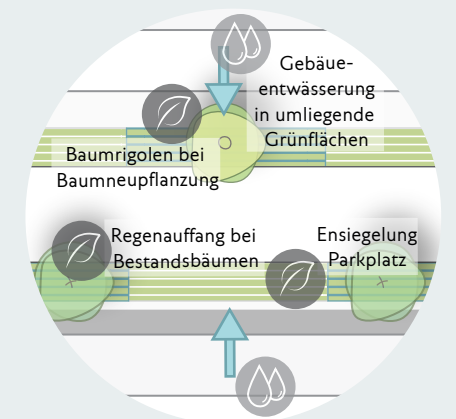 Gebäue-
entwässerung
in umliegende
Grünflächen
Baumrigolen bei
Baumneupflanzung
Regenauffang bei
Bestandsbäumen
Ensiegelung
Parkplatz